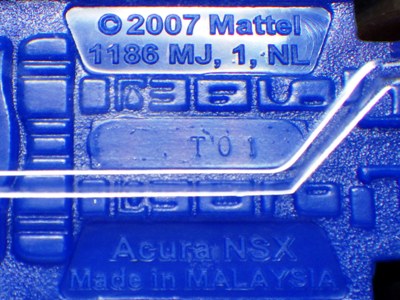 © 2007 Mattel
1186 MJ, 1, NL
T01
Acura NSX
Made in MALAYSIA